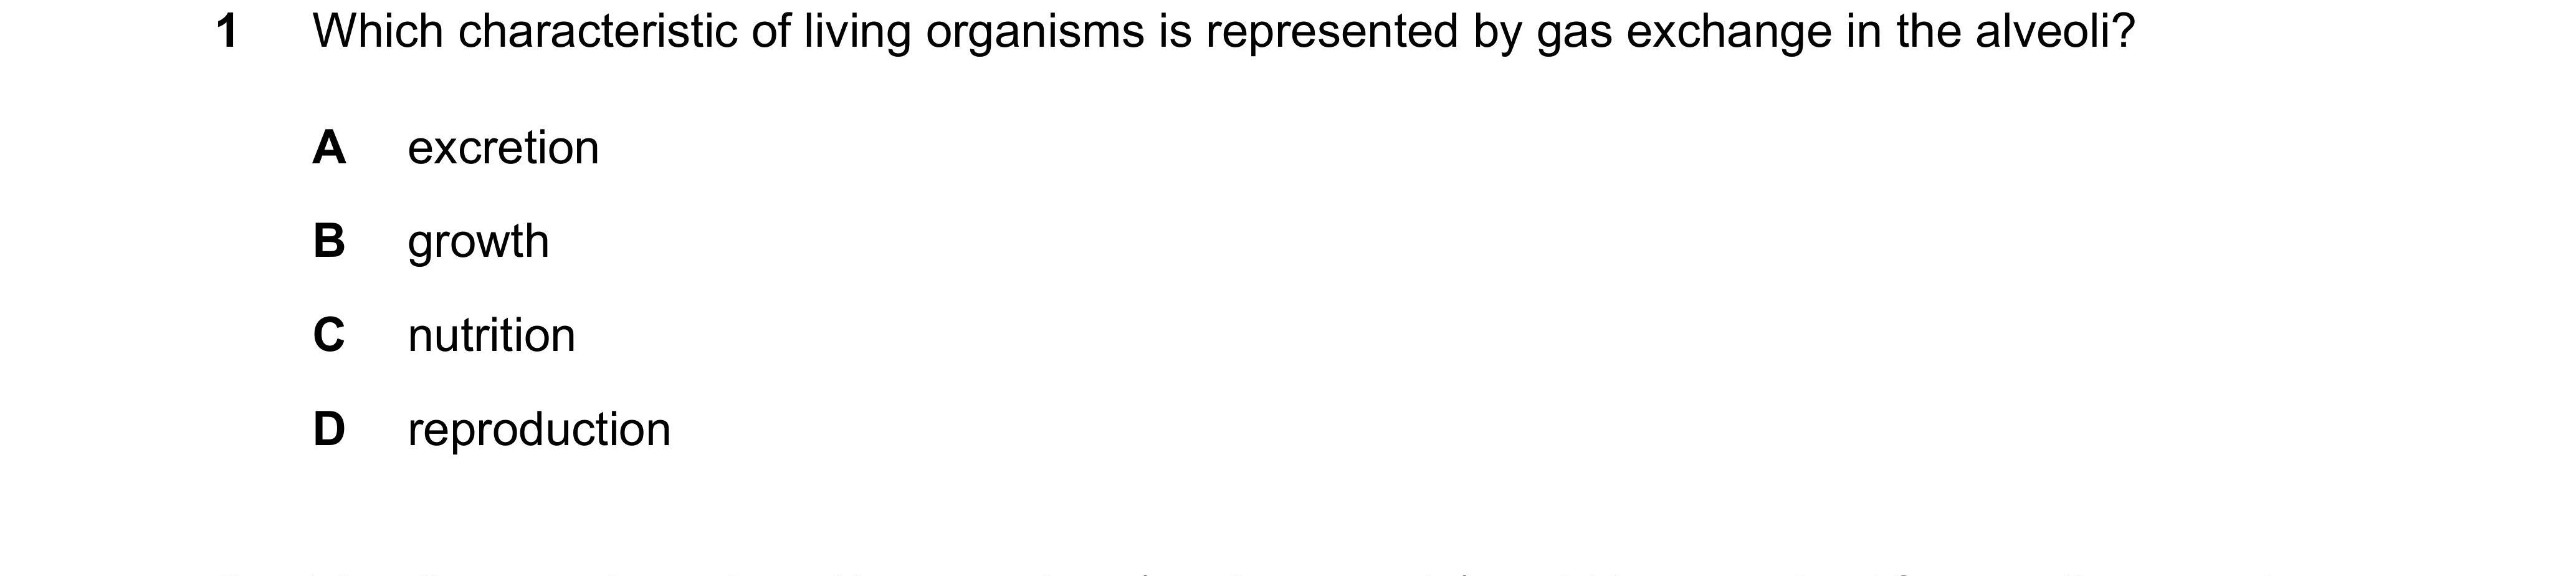 1 Which characteristic of living organisms is represented by gas exchange in the alveoli?
A excretion
B growth
C nutrition
D reproduction